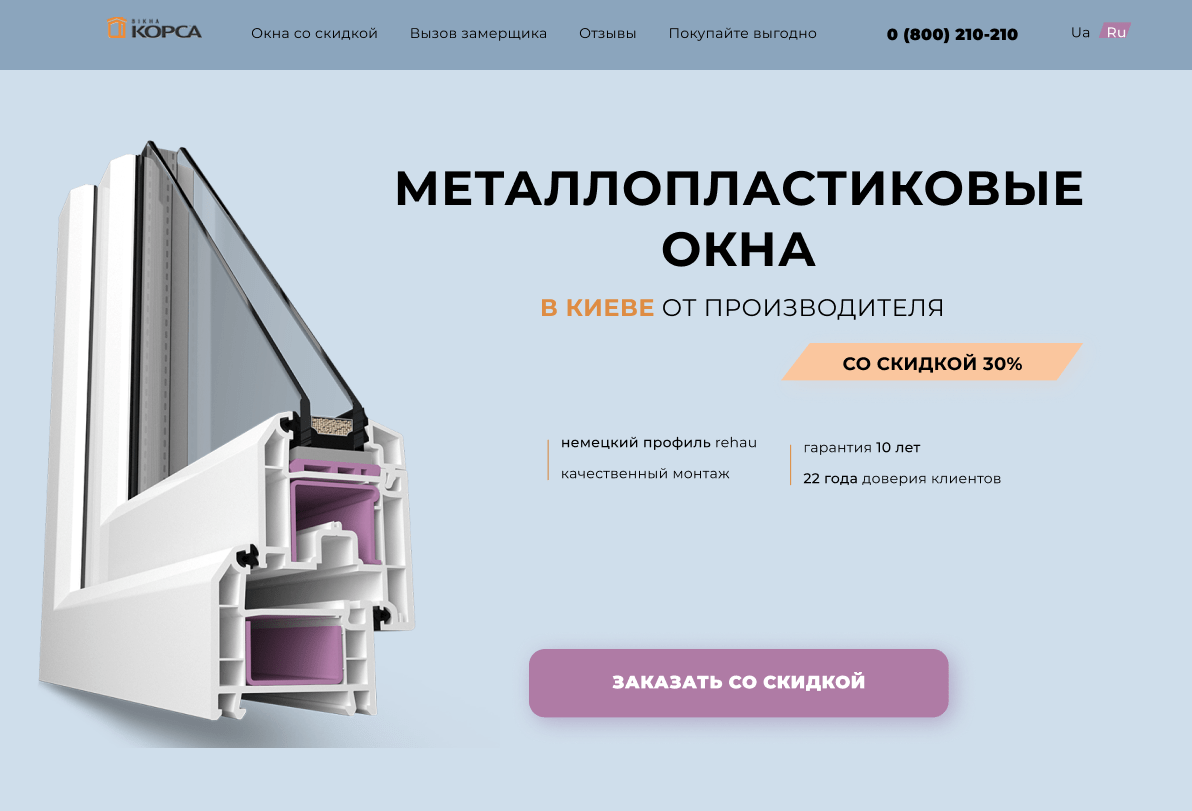 ВІКНА
КОРСА
Окна со скидкой Вызов замерщика Отзывы Покупайте выгодно 0 (800) 210-210 Ua Ru
МЕТАЛЛОПЛАСТИКОВЫЕ
ОКНА
В КИЕВЕ ОТ ПРОИЗВОДИТЕЛЯ
СО СКИДКОЙ 30%
немецкий профиль rehau
качественный монтаж
гарантия 10 лет
22 года доверия клиентов
ЗАКАЗАТЬ СО СКИДКОЙ